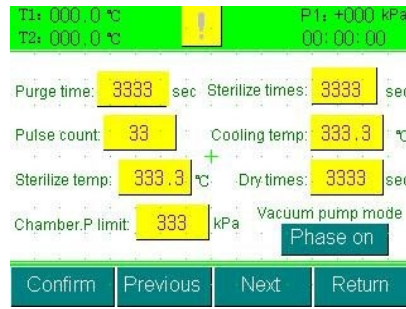 T1: 000.0 ℃ P1: +000 kPa
T2: 000.0 ℃ ! 00:00:00
Purge time: 3333 sec Sterilize times: 3333 sec
Pulse count: 33 Cooling temp: 333.3 ℃
Sterilize temp: 333.3 ℃ Dry times: 3333 sec
Chamber.P limit: 333 kPa Vacuum pump mode
Phase on
Confirm Previous Next Return